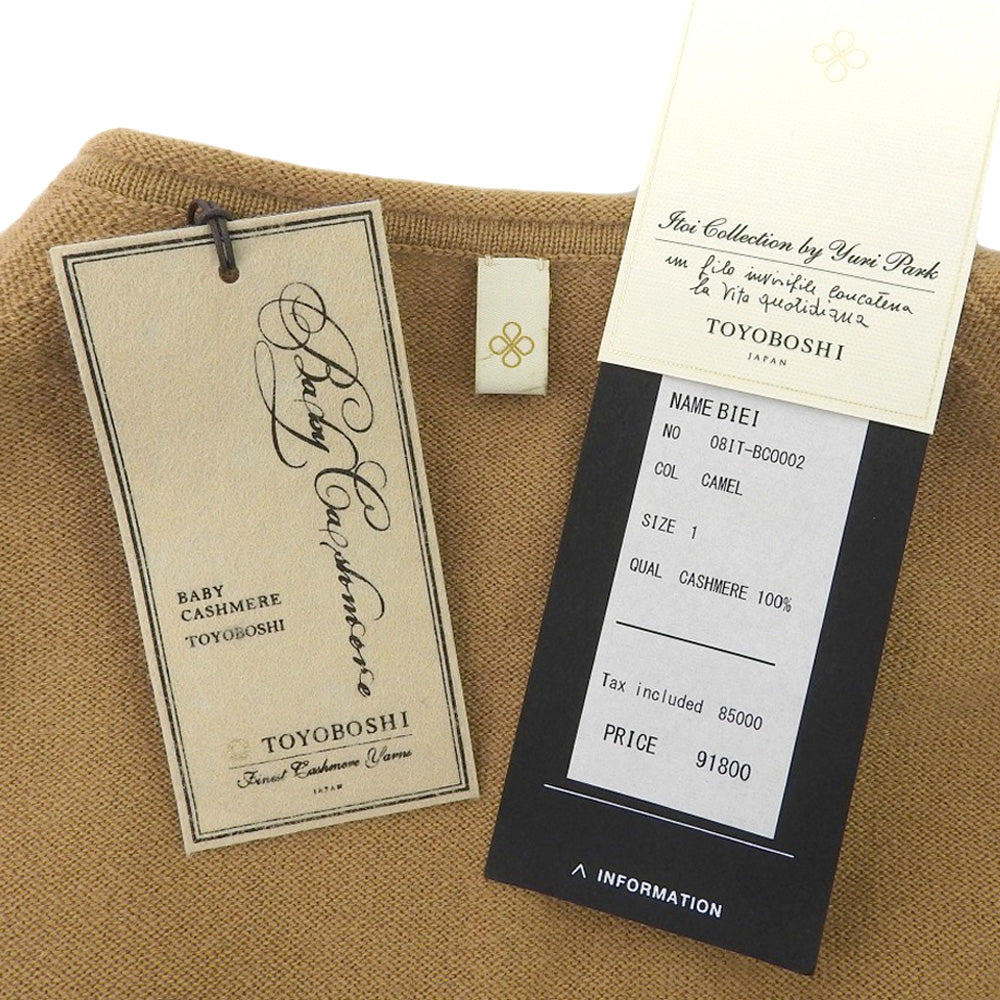 Baby Cashmere
BABY
CASHMERE
TOYOBOSHI
TOYOBOSHI
Finest Cashmere Yarns
JAPAN
Itoi Collection by Yuri Park
un filo invisibile concatena
la vita quotidiana
TOYOBOSHI
JAPAN
NAME BIEI
NO 08IT-BC0002
COL CAMEL
SIZE 1
QUAL CASHMERE 100%
Tax included 85000
PRICE 91800
INFORMATION